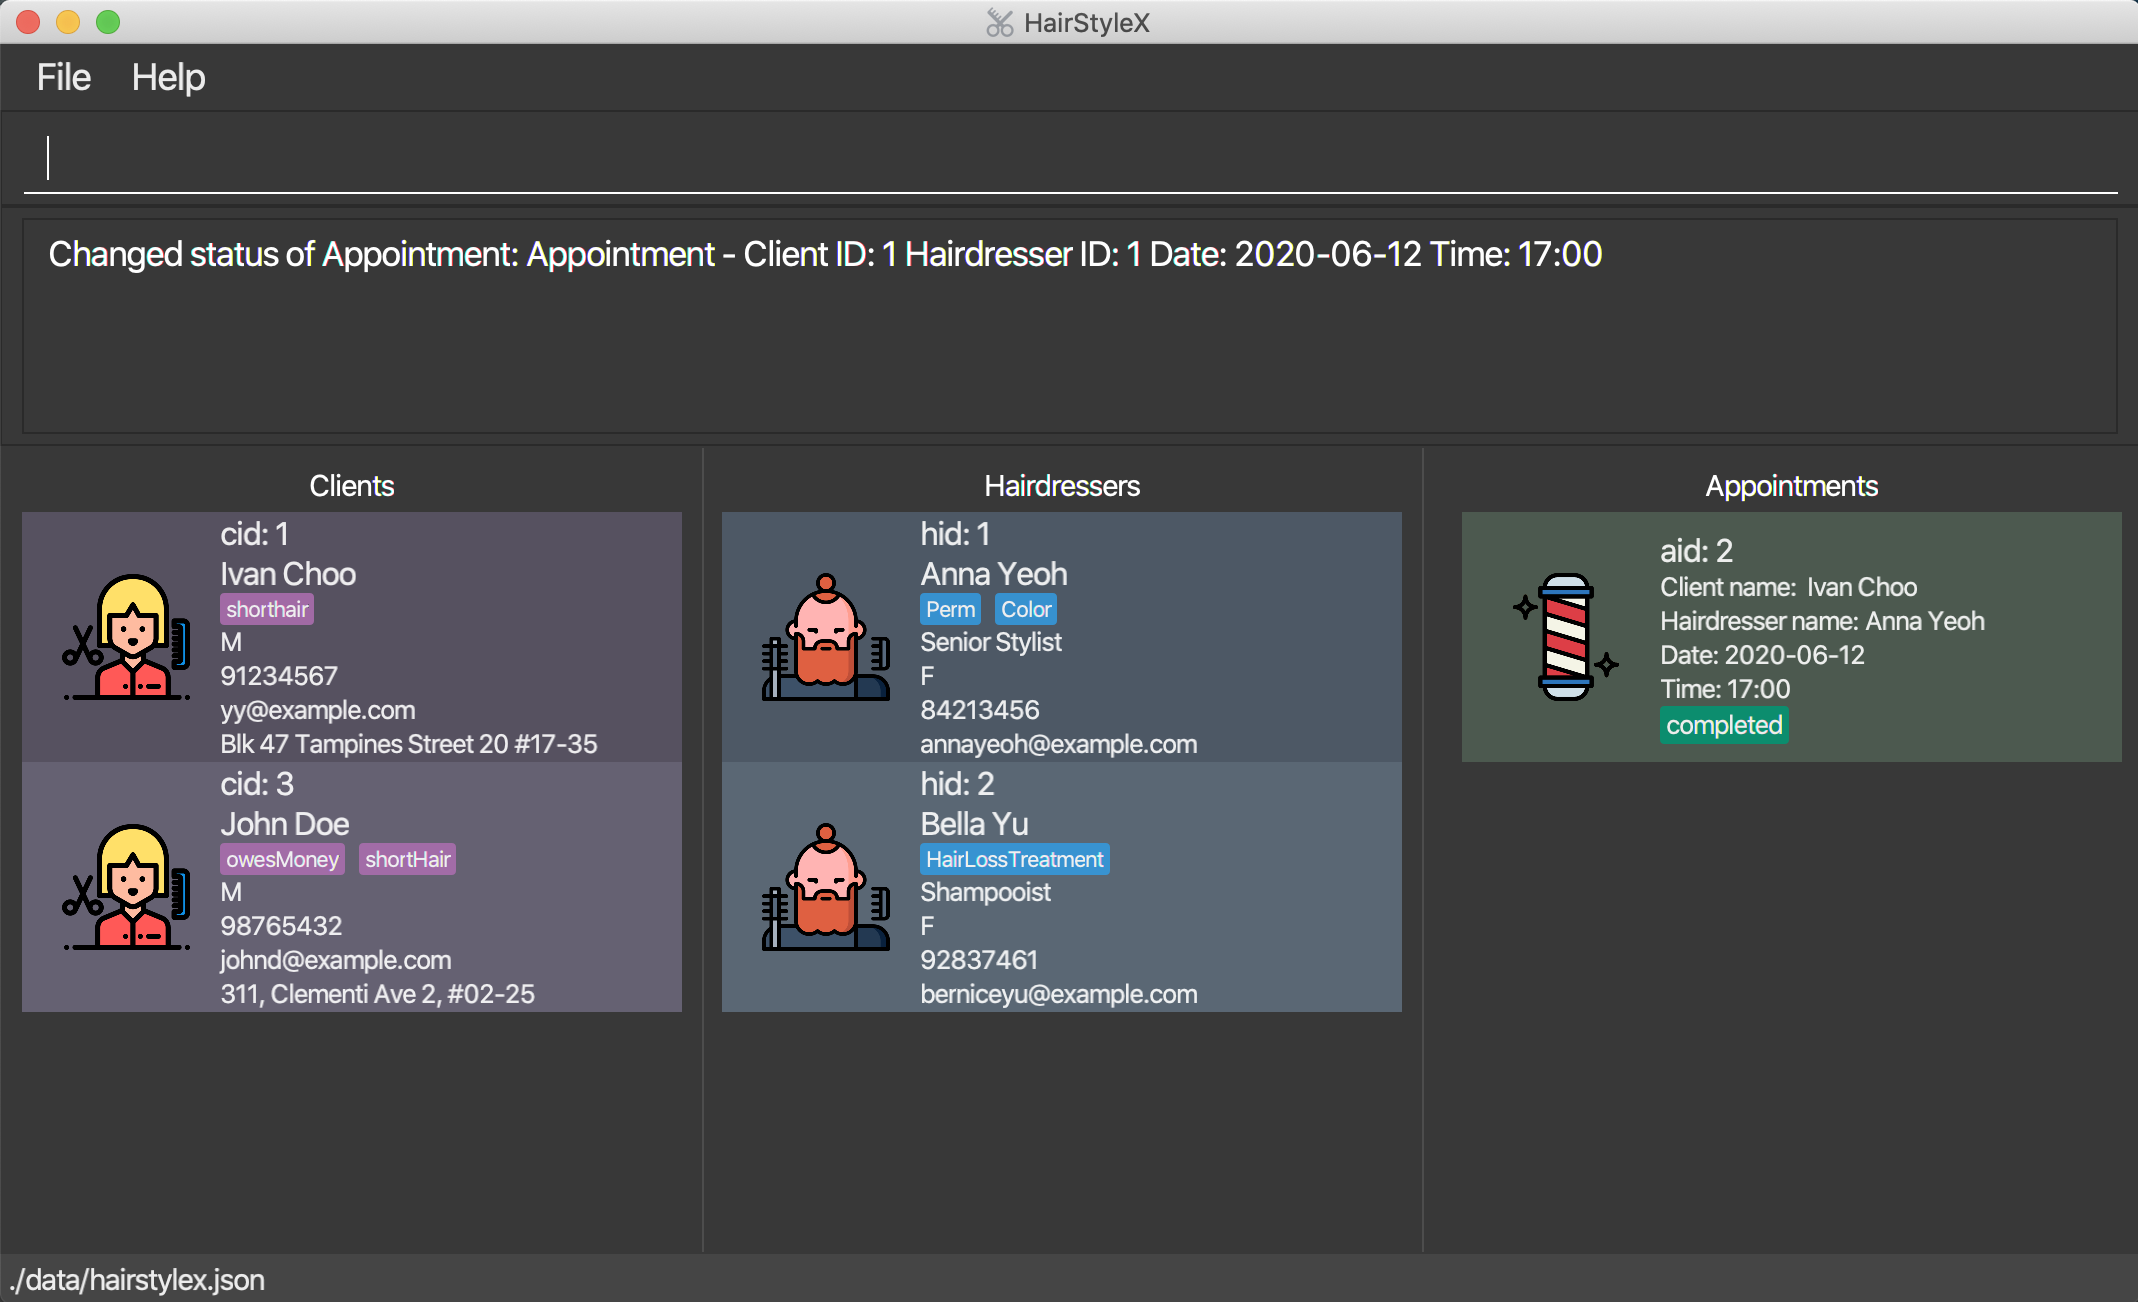 HairStyleX
File Help
Changed status of Appointment: Appointment - Client ID: 1 Hairdresser ID: 1 Date: 2020-06-12 Time: 17:00
Clients
cid: 1
Ivan Choo
shorthair
M
91234567
yy@example.com
Blk 47 Tampines Street 20 #17-35
cid: 3
John Doe
owesMoney shortHair
M
98765432
johnd@example.com
311, Clementi Ave 2, #02-25
Hairdressers
hid: 1
Anna Yeoh
Perm Color
Senior Stylist
F
84213456
annayeoh@example.com
hid: 2
Bella Yu
HairLossTreatment
Shampooist
F
92837461
berniceyu@example.com
Appointments
aid: 2
Client name: Ivan Choo
Hairdresser name: Anna Yeoh
Date: 2020-06-12
Time: 17:00
completed
./data/hairstylex.json